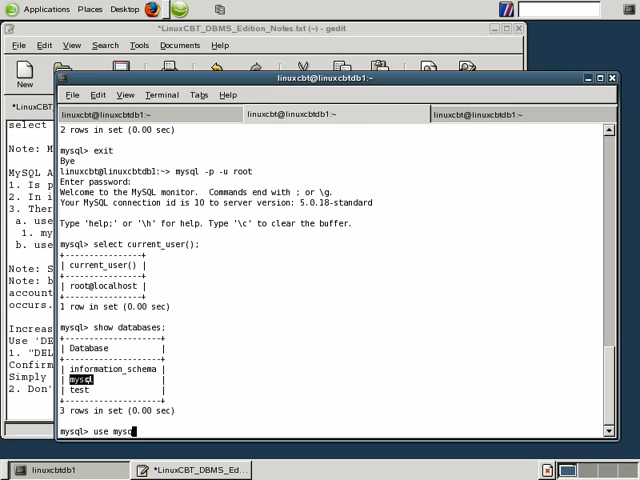 Applications Places Desktop
*LinuxCBT_DBMS_Edition_Notes.txt (~) - gedit
File Edit View Search Tools Documents Help
New
*LinuxCBT_
select
Note: M
MySQL A
1. Is p
2. In i
3. Ther
a. use
1. my
b. use
Note: S
Note: b
account
occurs.
Increas
Use 'DE
1. "DEL
Confirm
Simply
2. Don'
linuxcbt@linuxcbtdb1:~
File Edit View Terminal Tabs Help
linuxcbt@linuxcbtdb1:~ linuxcbt@linuxcbtdb1:~ linuxcbt@linuxcbtdb1:~
2 rows in set (0.00 sec)
mysql> exit
Bye
linuxcbt@linuxcbtdb1:~> mysql -p -u root
Enter password:
Welcome to the MySQL monitor.  Commands end with ; or \g.
Your MySQL connection id is 10 to server version: 5.0.18-standard
Type 'help;' or '\h' for help. Type '\c' to clear the buffer.
mysql> select current_user();
+----------------+
| current_user() |
+----------------+
| root@localhost |
+----------------+
1 row in set (0.00 sec)
mysql> show databases;
+--------------------+
| Database           |
+--------------------+
| information_schema |
| mysql              |
| test               |
+--------------------+
3 rows in set (0.00 sec)
mysql> use mysq
linuxcbtdb1 *LinuxCBT_DBMS_Ed...